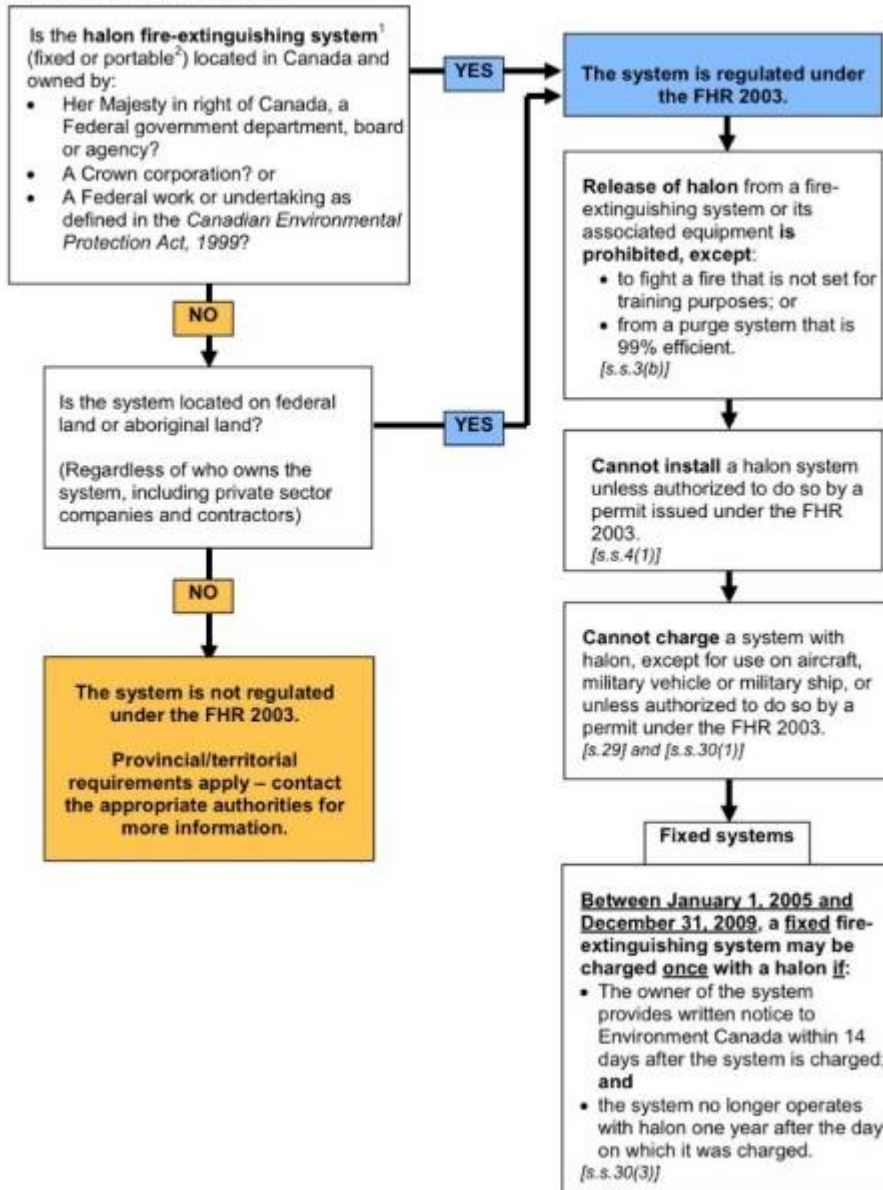 Is the halon fire-extinguishing system1
(fixed or portable2) located in Canada and
owned by:
• Her Majesty in right of Canada, a
Federal government department, board
or agency?
• A Crown corporation? or
• A Federal work or undertaking as
defined in the Canadian Environmental
Protection Act, 1999?
YES
NO
Is the system located on federal
land or aboriginal land?
(Regardless of who owns the
system, including private sector
companies and contractors)
YES
NO
The system is not regulated
under the FHR 2003.
Provincial/territorial
requirements apply – contact
the appropriate authorities for
more information.
The system is regulated under
the FHR 2003.
Release of halon from a fire-
extinguishing system or its
associated equipment is
prohibited, except:
• to fight a fire that is not set for
training purposes; or
• from a purge system that is
99% efficient.
[s.s.3(b)]
Cannot install a halon system
unless authorized to do so by a
permit issued under the FHR
2003.
[s.s.4(1)]
Cannot charge a system with
halon, except for use on aircraft,
military vehicle or military ship, or
unless authorized to do so by a
permit under the FHR 2003.
[s.29] and [s.s.30(1)]
Fixed systems
Between January 1, 2005 and
December 31, 2009, a fixed fire-
extinguishing system may be
charged once with a halon if:
• The owner of the system
provides written notice to
Environment Canada within 14
days after the system is charged;
and
• the system no longer operates
with halon one year after the day
on which it was charged.
[s.s.30(3)]